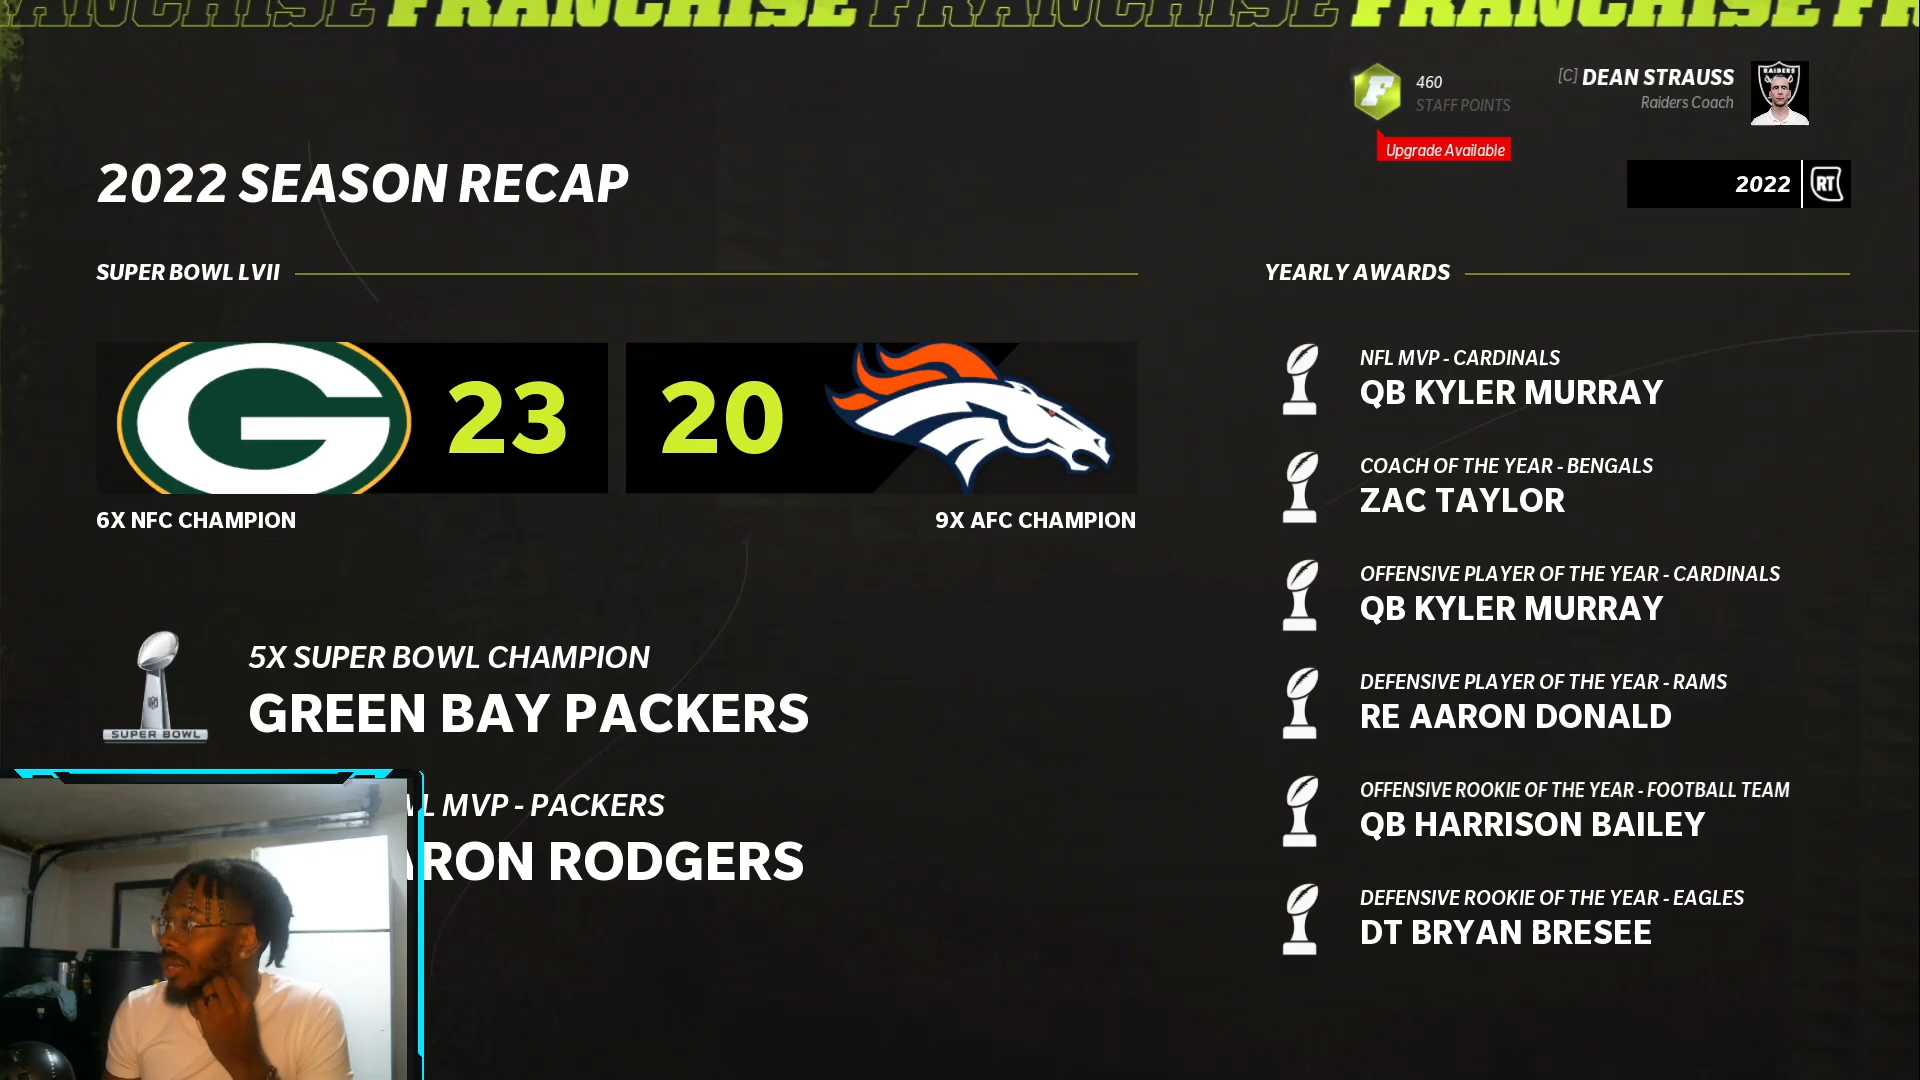 FRANCHISE FRANCHISE FRANCHISE FRANCHISE
460
STAFF POINTS
Upgrade Available
[C] DEAN STRAUSS
Raiders Coach
RAIDERS
2022 SEASON RECAP
2022
RT
SUPER BOWL LVII
G
23
20
6X NFC CHAMPION
9X AFC CHAMPION
5X SUPER BOWL CHAMPION
GREEN BAY PACKERS
SUPER BOWL
MVP - PACKERS
RODGERS
YEARLY AWARDS
NFL MVP - CARDINALS
QB KYLER MURRAY
COACH OF THE YEAR - BENGALS
ZAC TAYLOR
OFFENSIVE PLAYER OF THE YEAR - CARDINALS
QB KYLER MURRAY
DEFENSIVE PLAYER OF THE YEAR - RAMS
RE AARON DONALD
OFFENSIVE ROOKIE OF THE YEAR - FOOTBALL TEAM
QB HARRISON BAILEY
DEFENSIVE ROOKIE OF THE YEAR - EAGLES
DT BRYAN BRESEE